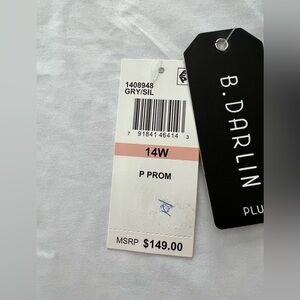 1408948
GRY/SIL
7 91841 46414 3
14W
P PROM
MSRP $149.00
B.DARLIN
PLU